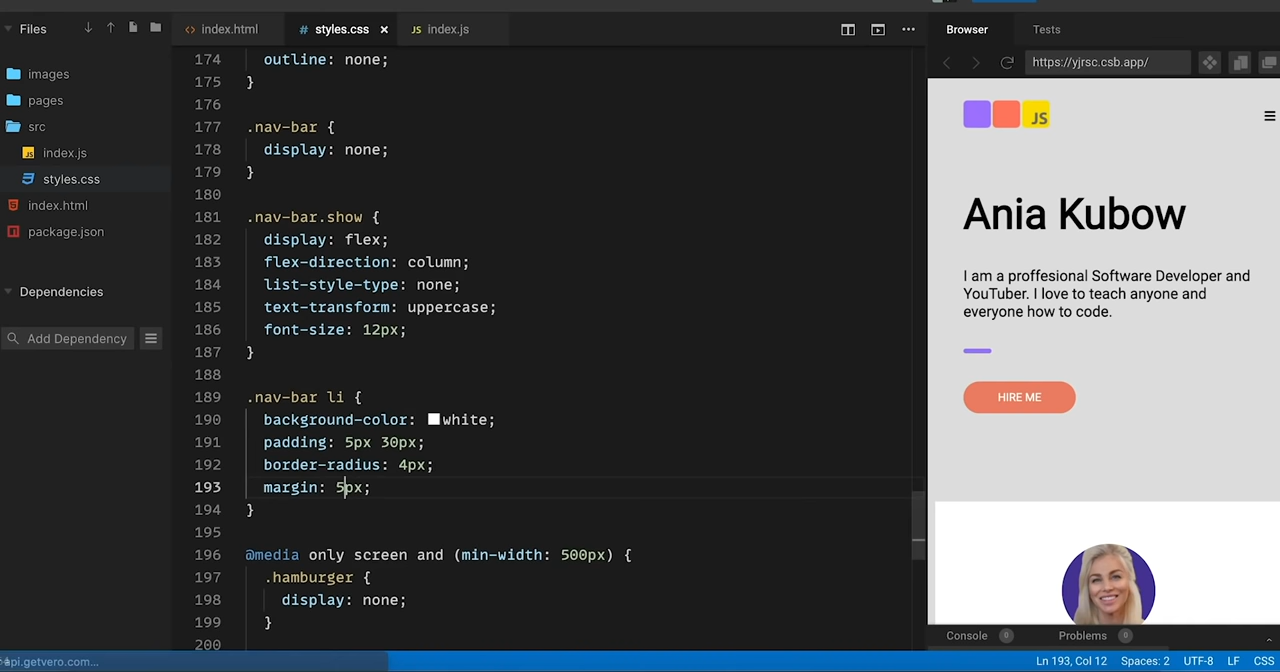 Files
index.html
styles.css
JS index.js
Browser
Tests
https://yjrsc.csb.app/
images
pages
src
index.js
styles.css
index.html
package.json
Dependencies
Add Dependency
174 outline: none;
175 }
176
177 .nav-bar {
178 display: none;
179 }
180
181 .nav-bar.show {
182 display: flex;
183 flex-direction: column;
184 list-style-type: none;
185 text-transform: uppercase;
186 font-size: 12px;
187 }
188
189 .nav-bar li {
190 background-color: white;
191 padding: 5px 30px;
192 border-radius: 4px;
193 margin: 5px;
194 }
195
196 @media only screen and (min-width: 500px) {
197 .hamburger {
198 display: none;
199 }
200
JS
Ania Kubow
I am a proffesional Software Developer and
YouTuber. I love to teach anyone and
everyone how to code.
HIRE ME
Console 0
Problems 0
api.getvero.com...
Ln 193, Col 12 Spaces: 2 UTF-8 LF CSS